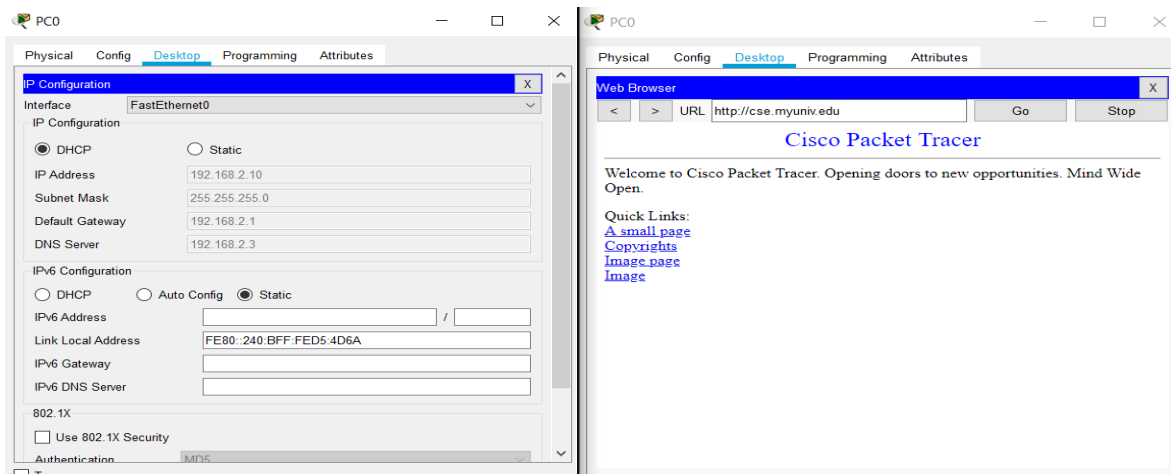 PC0
Physical Config Desktop Programming Attributes
IP Configuration X
Interface FastEthernet0
IP Configuration
DHCP Static
IP Address 192.168.2.10
Subnet Mask 255.255.255.0
Default Gateway 192.168.2.1
DNS Server 192.168.2.3
IPv6 Configuration
DHCP Auto Config Static
IPv6 Address /
Link Local Address FE80::240:BFF:FED5:4D6A
IPv6 Gateway
IPv6 DNS Server
802.1X
Use 802.1X Security
Authentication MD5
PC0
Physical Config Desktop Programming Attributes
Web Browser X
< > URL http://cse.myuniv.edu Go Stop
Cisco Packet Tracer
Welcome to Cisco Packet Tracer. Opening doors to new opportunities. Mind Wide
Open.
Quick Links:
A small page
Copyrights
Image page
Image